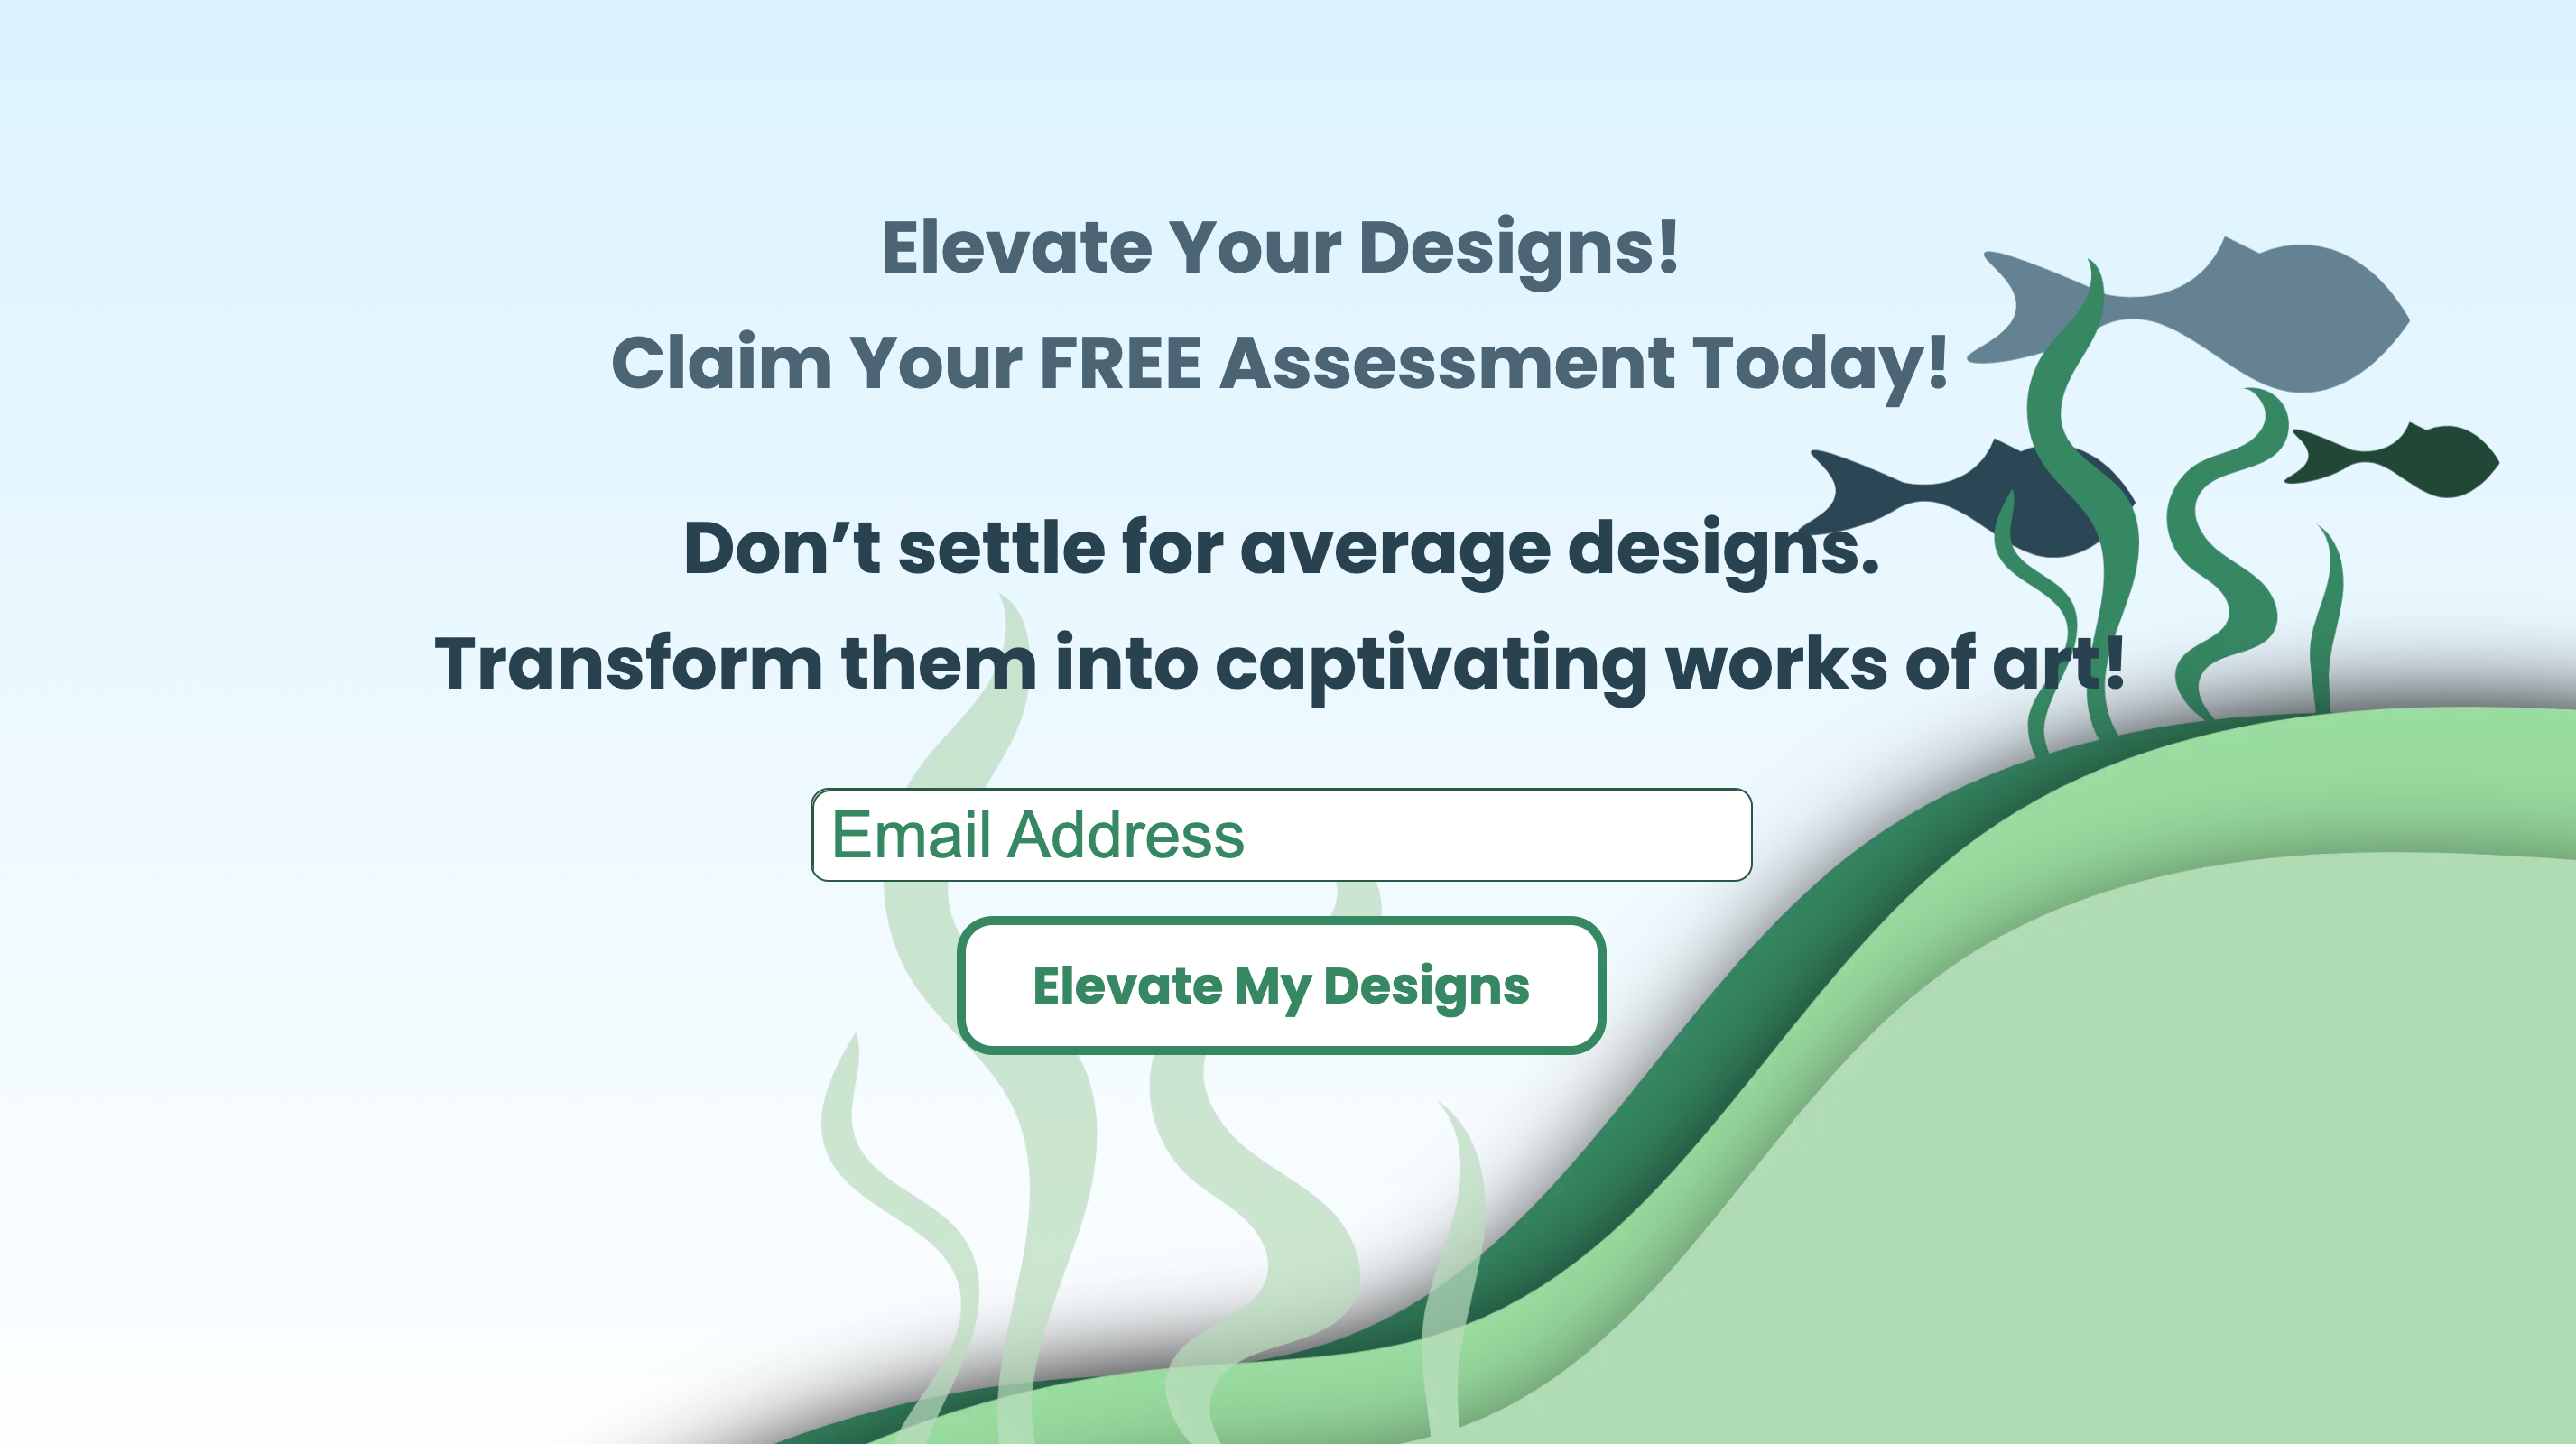 Elevate Your Designs!
Claim Your FREE Assessment Today!
Don’t settle for average designs.
Transform them into captivating works of art!
Email Address
Elevate My Designs